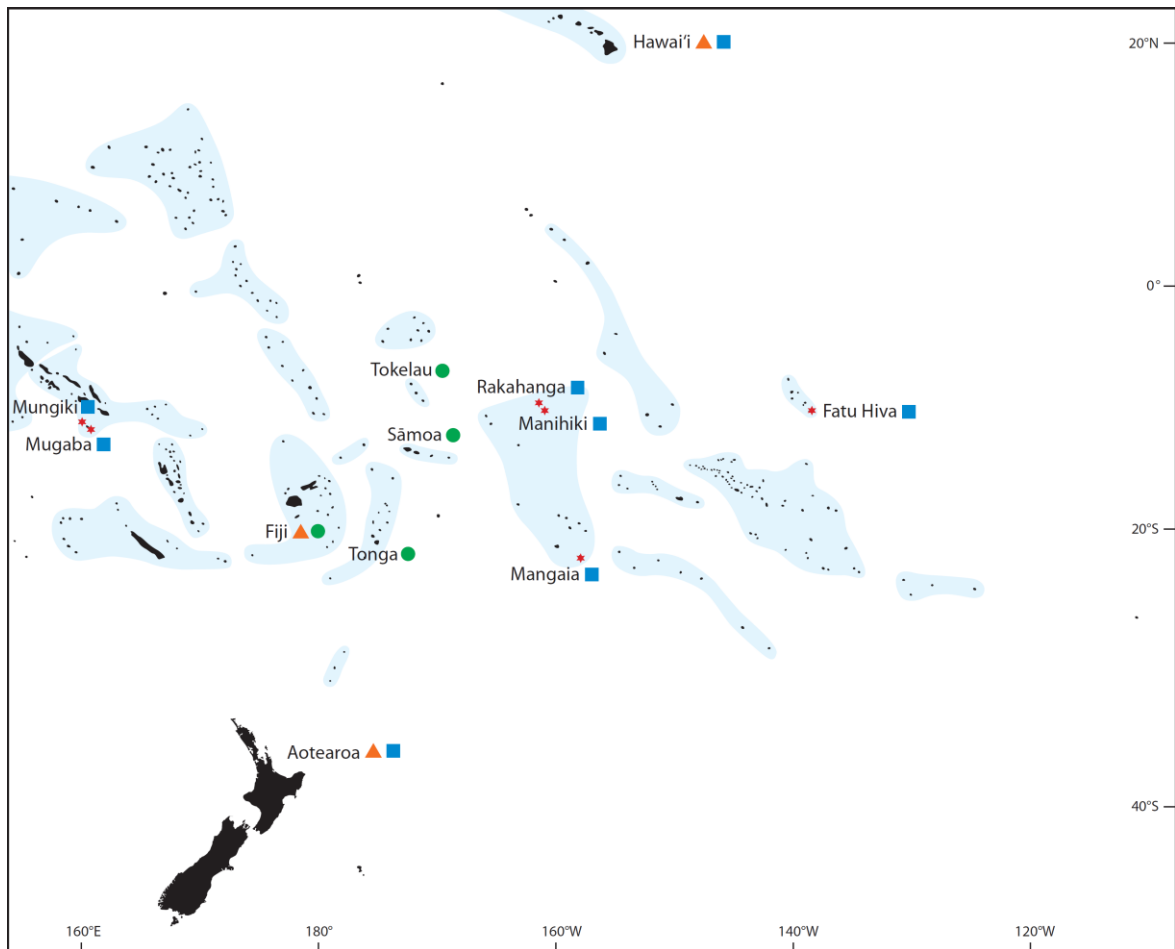 Hawai‘i
20°N
0°
Tokelau
Rakahanga
Mungiki
Manihiki
Fatu Hiva
Mugaba
Sāmoa
Fiji
20°S
Tonga
Mangaia
Aotearoa
40°S
160°E
180°
160°W
140°W
120°W